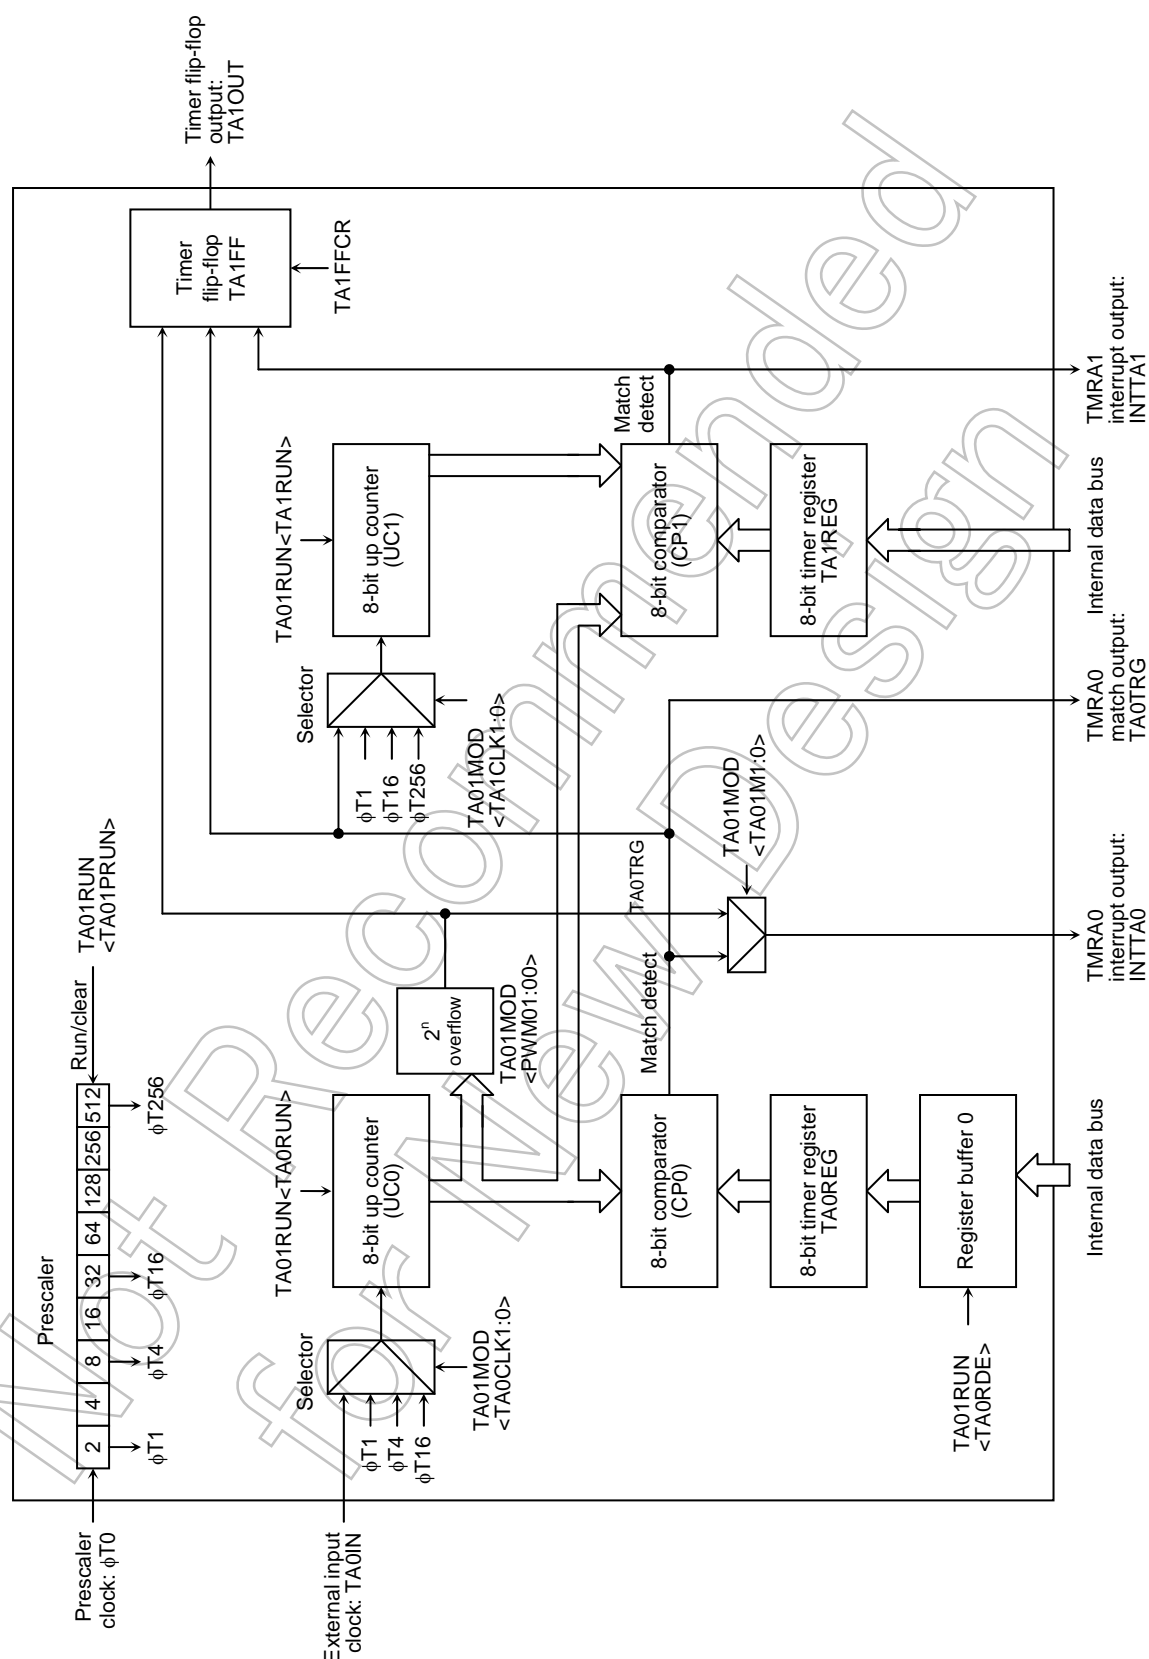 Prescaler
Prescaler
clock: φT0
2 4 8 16 32 64 128 256 512
Run/clear
TA01RUN
<TA01PRUN>
φT1
φT4
φT16
φT256
External input
clock: TA0IN
Selector
φT1
φT4
φT16
TA01MOD
<TA0CLK1:0>
TA01RUN<TA0RUN>
8-bit up counter
(UC0)
2n
overflow
TA01MOD
<PWM01:00>
Selector
φT1
φT16
φT256
TA01MOD
<TA1CLK1:0>
TA01RUN<TA1RUN>
8-bit up counter
(UC1)
Timer
flip-flop
TA1FF
TA1FFCR
Timer flip-flop
output:
TA1OUT
8-bit comparator
(CP0)
Match detect
TA0TRG
8-bit comparator
(CP1)
Match
detect
8-bit timer register
TA0REG
TA01MOD
<TA01M1:0>
8-bit timer register
TA1REG
TA01RUN
<TA0RDE>
Register buffer 0
Internal data bus
TMRA0
interrupt output:
INTTA0
TMRA0
match output:
TA0TRG
Internal data bus
TMRA1
interrupt output:
INTTA1
Not Recommended
for New Design